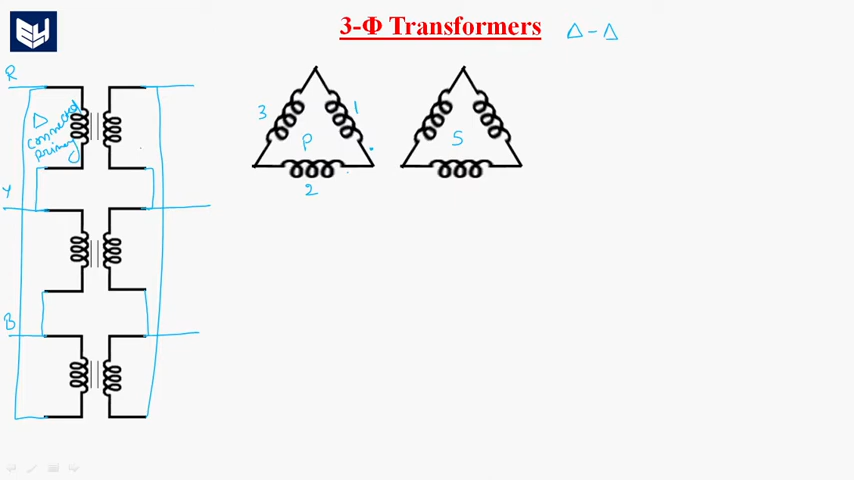 3-Φ Transformers Δ - Δ
R
Δ
connected
primary
Y
B
3
1
P
2
S